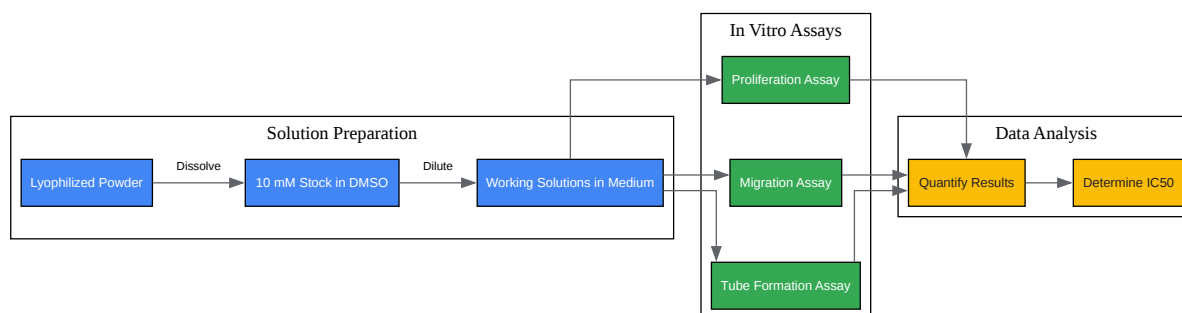 In Vitro Assays
Proliferation Assay
Solution Preparation
Data Analysis
Lyophilized Powder
Dissolve
10 mM Stock in DMSO
Dilute
Working Solutions in Medium
Migration Assay
Quantify Results
Determine IC50
Tube Formation Assay